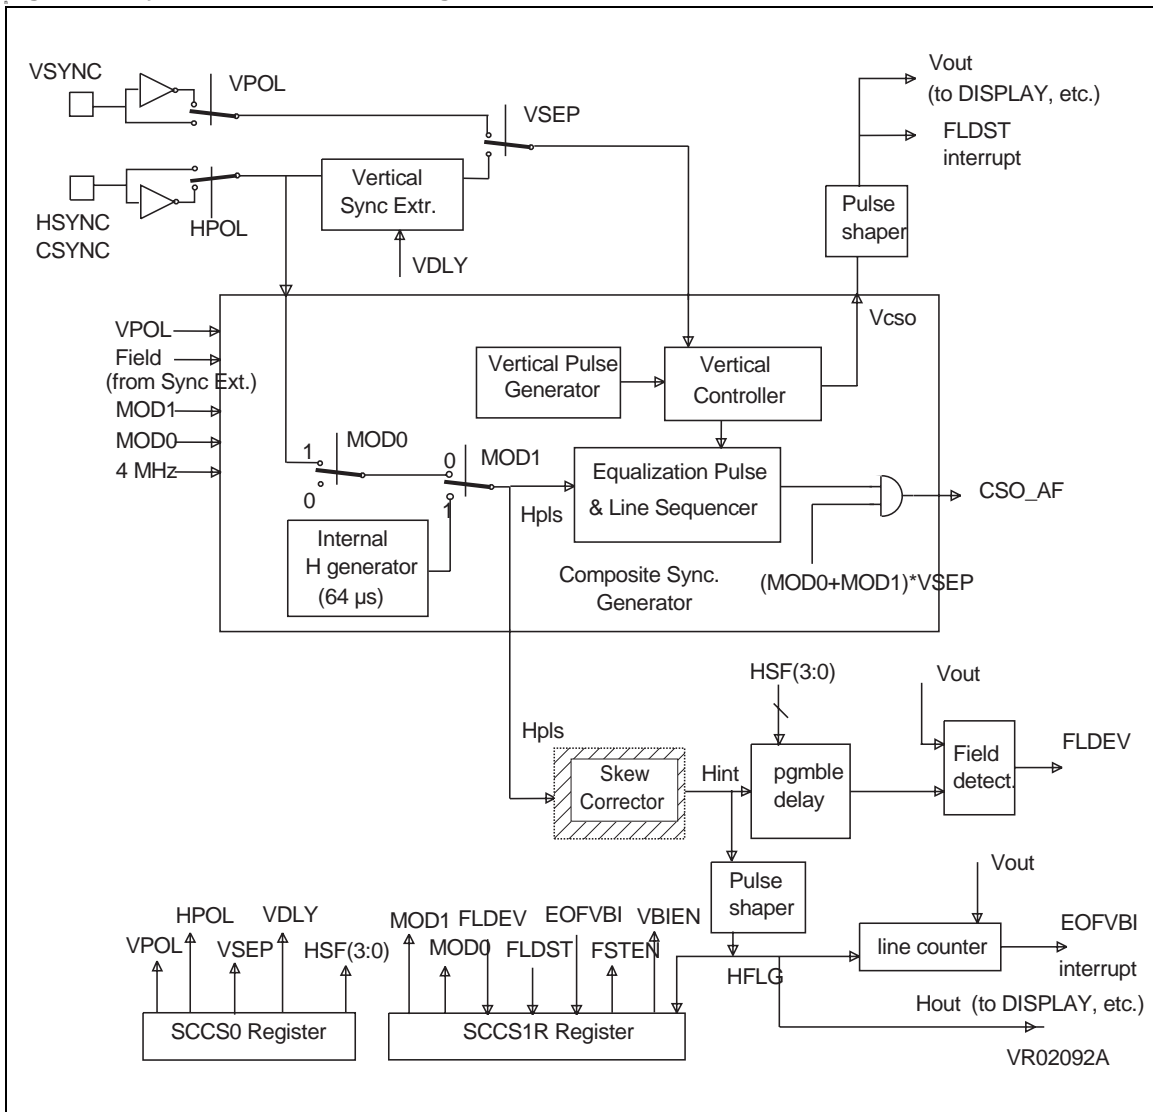 VSYNC
VPOL
VSEP
Vout
(to DISPLAY, etc.)
FLDST
interrupt
HSYNC
CSYNC
HPOL
Vertical
Sync Extr.
VDLY
Pulse
shaper
Vcso
VPOL
Field
(from Sync Ext.)
MOD1
MOD0
4 MHz
Vertical Pulse
Generator
Vertical
Controller
1
MOD0
0
0
MOD1
1
Hpls
Equalization Pulse
& Line Sequencer
CSO_AF
Internal
H generator
(64 µs)
Composite Sync.
Generator
(MOD0+MOD1)*VSEP
HSF(3:0)
Vout
Hpls
Skew
Corrector
Hint
pgmble
delay
Field
detect.
FLDEV
Pulse
shaper
Vout
line counter
EOFVBI
interrupt
HFLG
Hout (to DISPLAY, etc.)
VPOL
HPOL
VSEP
VDLY
HSF(3:0)
SCCS0 Register
MOD1
MOD0
FLDEV
FLDST
EOFVBI
FSTEN
VBIEN
SCCS1R Register
VR02092A